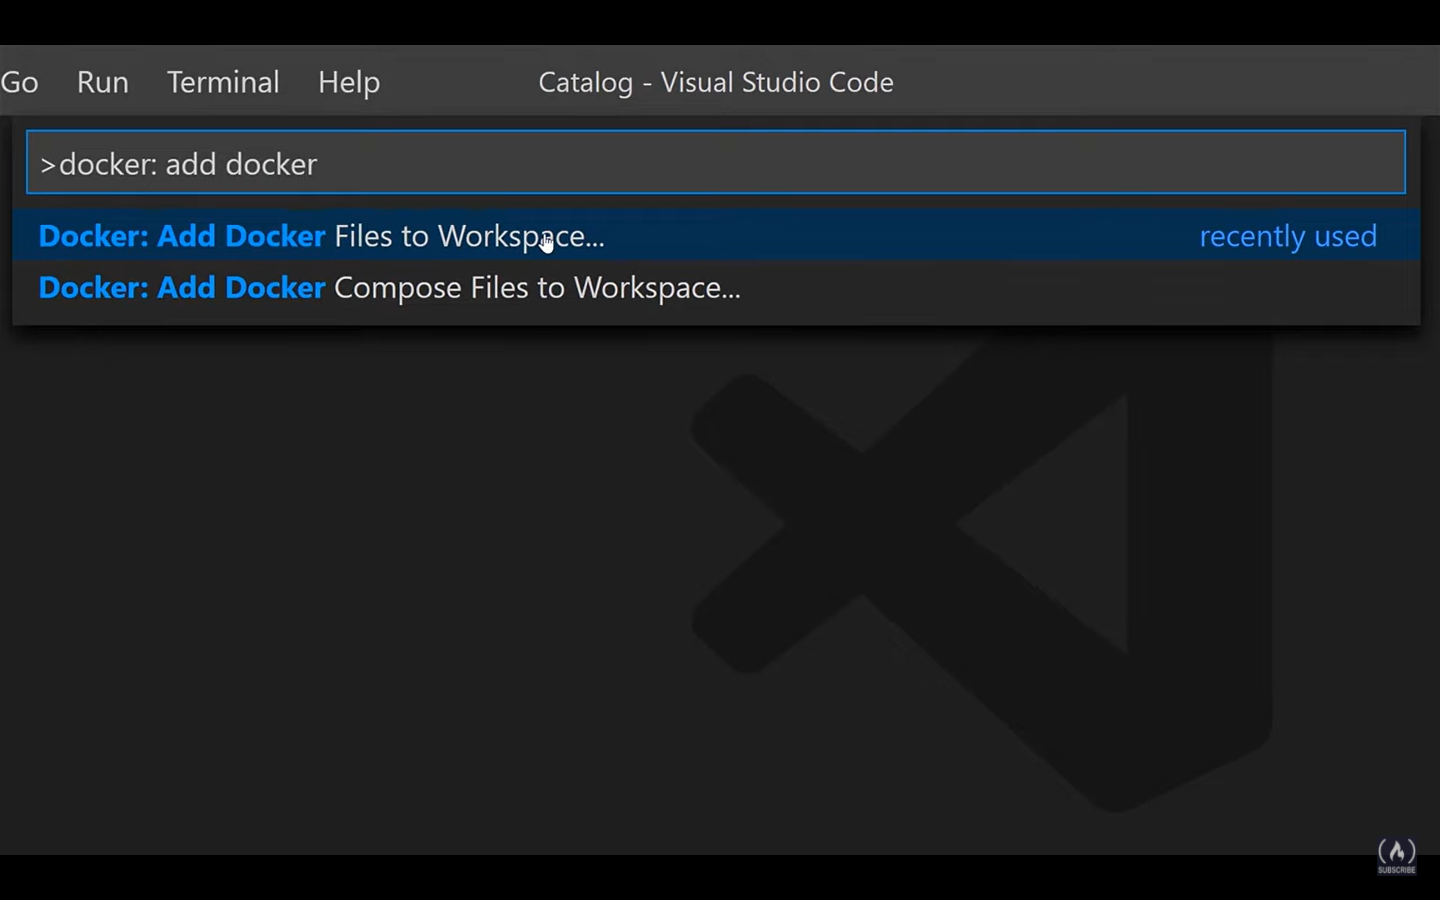 Go Run Terminal Help Catalog - Visual Studio Code
>docker: add docker
Docker: Add Docker Files to Workspace... recently used
Docker: Add Docker Compose Files to Workspace...
SUBSCRIBE